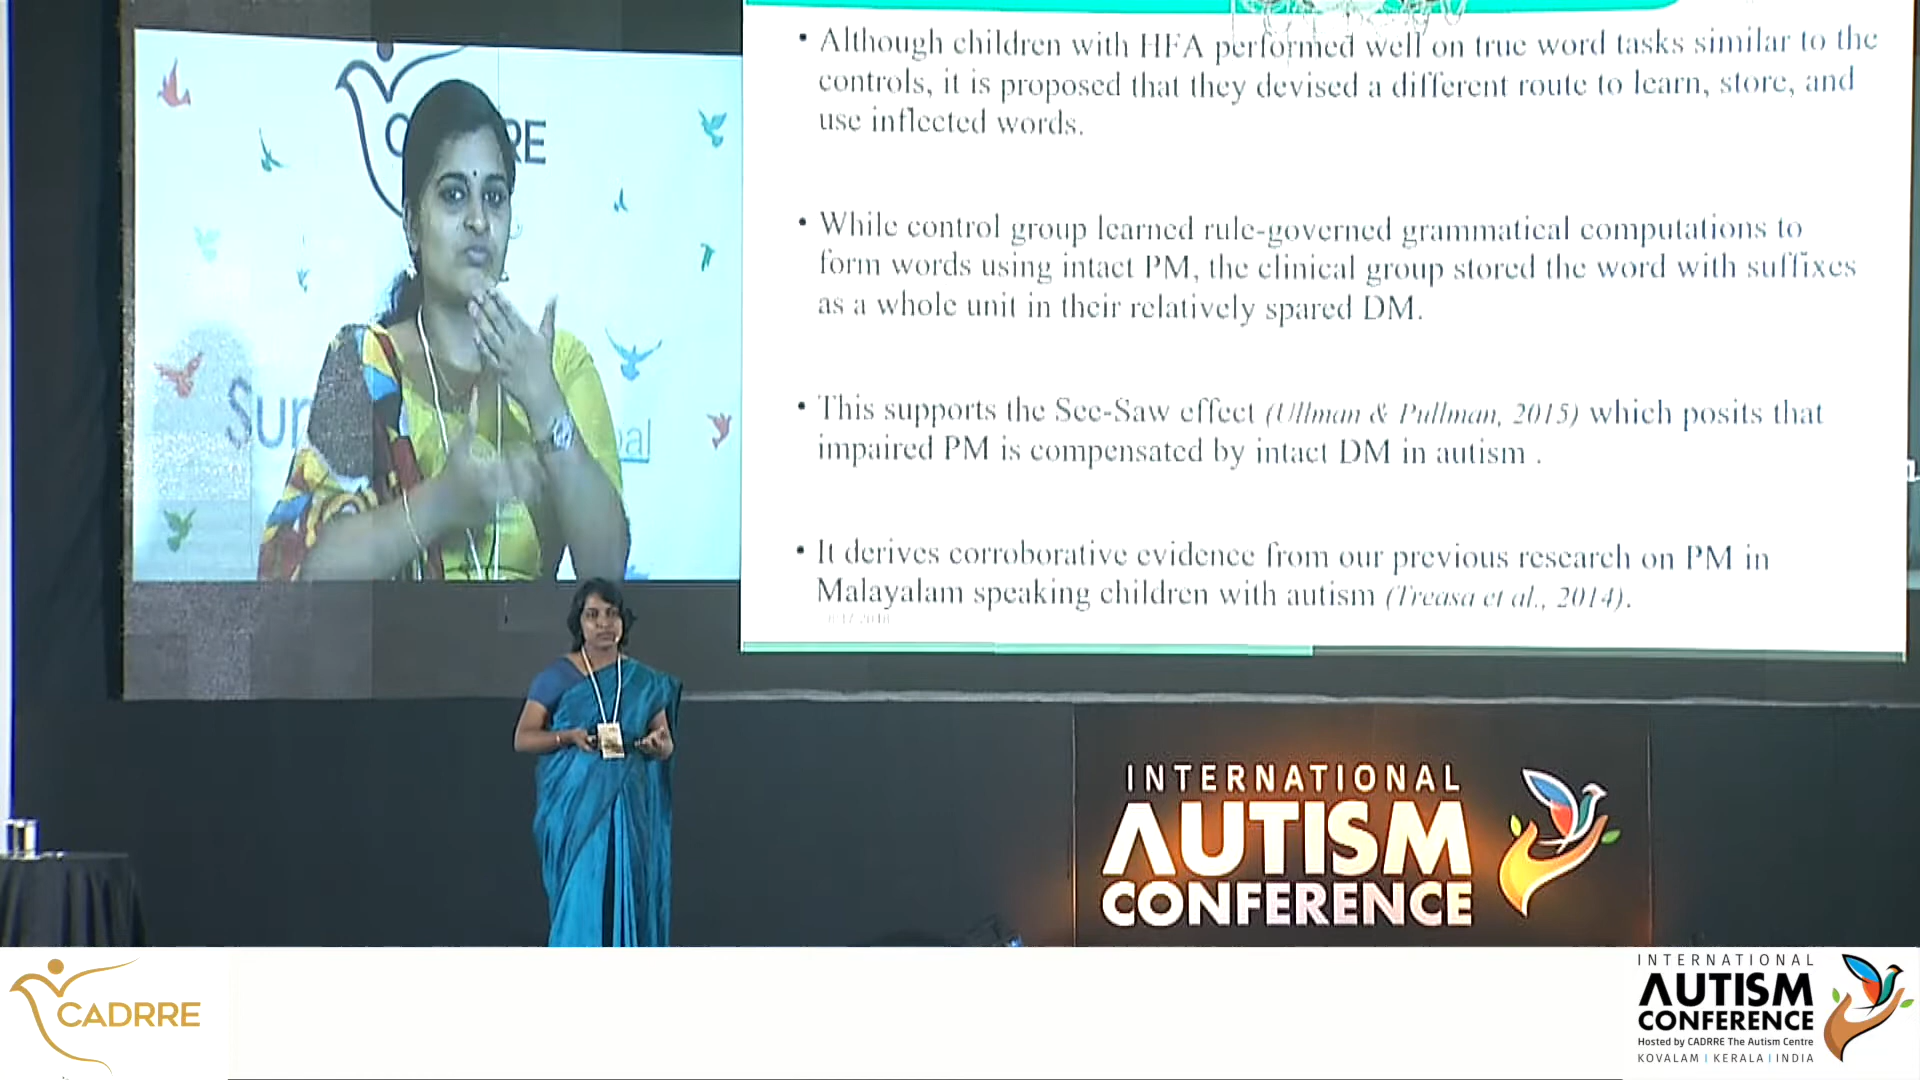 CADRRE
Sun
al
• Although children with HFA performed well on true word tasks similar to the
controls, it is proposed that they devised a different route to learn, store, and
use inflected words.
• While control group learned rule-governed grammatical computations to
form words using intact PM, the clinical group stored the word with suffixes
as a whole unit in their relatively spared DM.
• This supports the See-Saw effect (Ullman & Pullman, 2015) which posits that
impaired PM is compensated by intact DM in autism .
• It derives corroborative evidence from our previous research on PM in
Malayalam speaking children with autism (Treasa et al., 2014).
INTERNATIONAL
AUTISM
CONFERENCE
CADRRE
INTERNATIONAL
AUTISM
CONFERENCE
Hosted by CADRRE The Autism Centre
KOVALAM | KERALA | INDIA